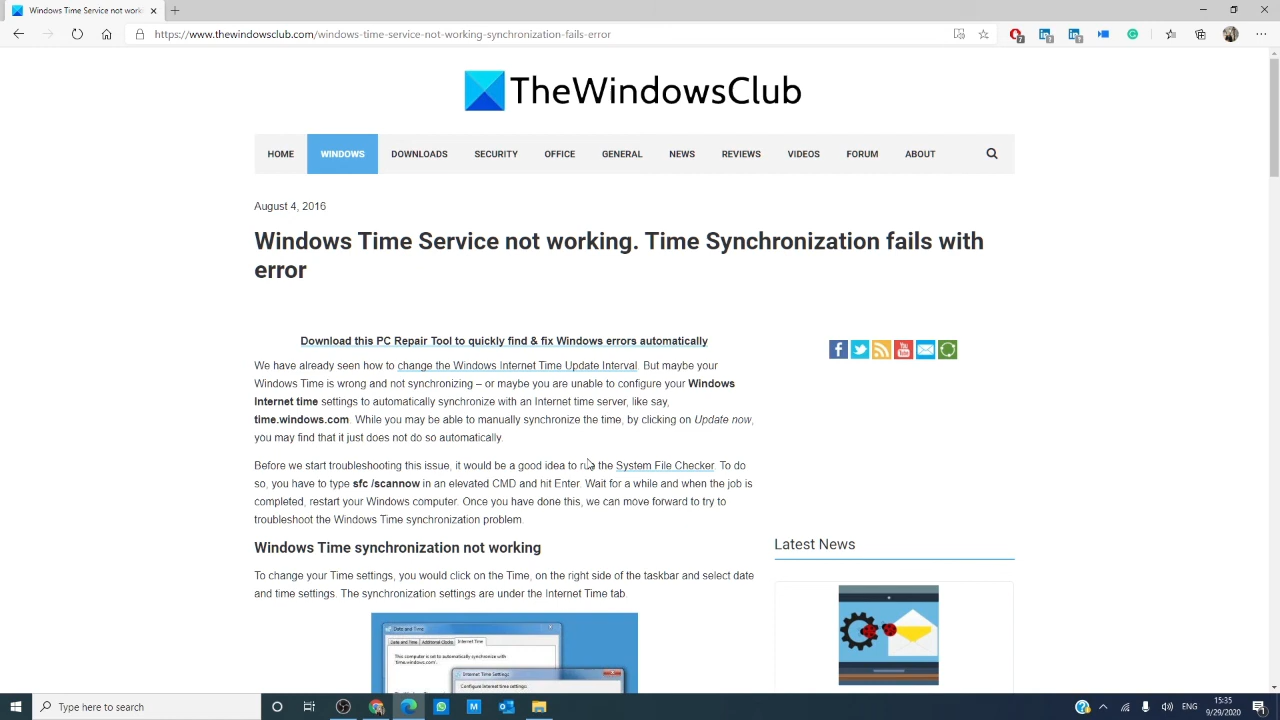 Windows Time Service not wor
https://www.thewindowsclub.com/windows-time-service-not-working-synchronization-fails-error
TheWindowsClub
HOME WINDOWS DOWNLOADS SECURITY OFFICE GENERAL NEWS REVIEWS VIDEOS FORUM ABOUT
August 4, 2016
Windows Time Service not working. Time Synchronization fails with
error
Download this PC Repair Tool to quickly find & fix Windows errors automatically
We have already seen how to change the Windows Internet Time Update Interval. But maybe your
Windows Time is wrong and not synchronizing – or maybe you are unable to configure your Windows
Internet time settings to automatically synchronize with an Internet time server, like say,
time.windows.com. While you may be able to manually synchronize the time, by clicking on Update now,
you may find that it just does not do so automatically.
Before we start troubleshooting this issue, it would be a good idea to run the System File Checker. To do
so, you have to type sfc /scannow in an elevated CMD and hit Enter. Wait for a while and when the job is
completed, restart your Windows computer. Once you have done this, we can move forward to try to
troubleshoot the Windows Time synchronization problem.
Windows Time synchronization not working
To change your Time settings, you would click on the Time, on the right side of the taskbar and select date
and time settings. The synchronization settings are under the Internet Time tab.
Date and Time
Date and Time Additional Clocks Internet Time
This computer is set to automatically synchronize with
'time.windows.com'.
Internet Time Settings
Configure internet time settings:
You Tube
Latest News
Type here to search
ENG
15:35
9/29/2020